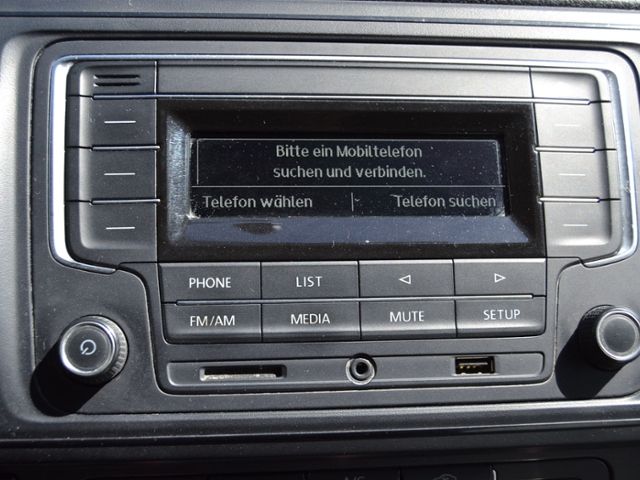 Bitte ein Mobiltelefon
suchen und verbinden.
Telefon wählen Telefon suchen
PHONE LIST
FM/AM MEDIA MUTE SETUP